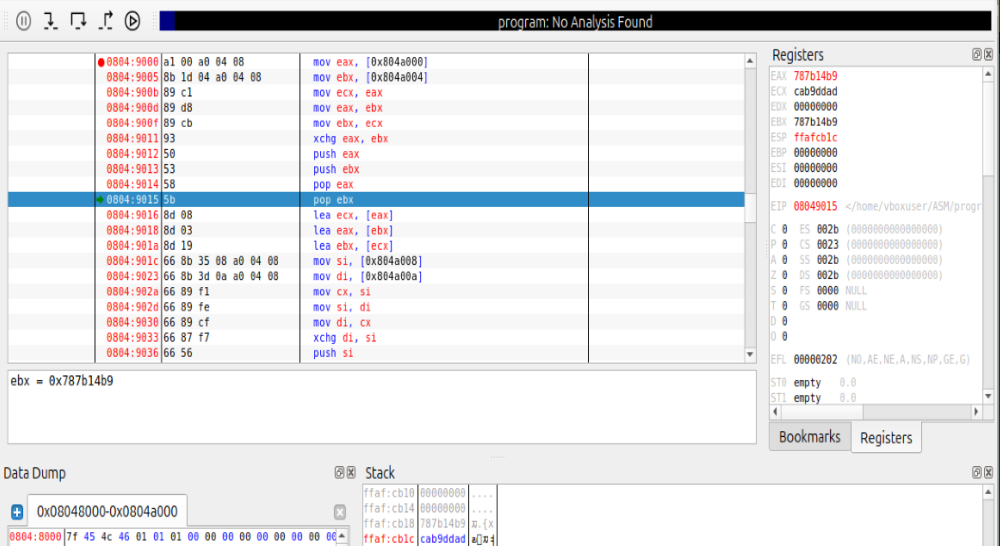 program: No Analysis Found
0804:9000 a1 00 a0 04 08 mov eax, [0x804a000]
0804:9005 8b 1d 04 a0 04 08 mov ebx, [0x804a004]
0804:900b 89 c1 mov ecx, eax
0804:900d 89 d8 mov eax, ebx
0804:900f 89 cb mov ebx, ecx
0804:9011 93 xchg eax, ebx
0804:9012 50 push eax
0804:9013 53 push ebx
0804:9014 58 pop eax
0804:9015 5b pop ebx
0804:9016 8d 08 lea ecx, [eax]
0804:9018 8d 03 lea eax, [ebx]
0804:901a 8d 19 lea ebx, [ecx]
0804:901c 66 8b 35 08 a0 04 08 mov si, [0x804a008]
0804:9023 66 8b 3d 0a a0 04 08 mov di, [0x804a00a]
0804:902a 66 89 f1 mov cx, si
0804:902d 66 89 fe mov si, di
0804:9030 66 89 cf mov di, cx
0804:9033 66 87 f7 xchg di, si
0804:9036 66 56 push si
ebx = 0x787b14b9
Registers
EAX 787b14b9
ECX cab9ddad
EDX 00000000
EBX 787b14b9
ESP ffafcb1c
EBP 00000000
ESI 00000000
EDI 00000000
EIP 08049015 </home/vboxuser/ASM/progr
C 0 ES 002b (0000000000000000)
P 0 CS 0023 (0000000000000000)
A 0 SS 002b (0000000000000000)
Z 0 DS 002b (0000000000000000)
S 0 FS 0000 NULL
T 0 GS 0000 NULL
D 0
O 0
EFL 00000202 (NO,AE,NE,A,NS,NP,GE,G)
ST0 empty 0.0
ST1 empty 0.0
Bookmarks Registers
Data Dump
0x08048000-0x0804a000
0804:8000 7f 45 4c 46 01 01 01 00 00 00 00 00 00 00 00 00
Stack
ffaf:cb10 00000000 ....
ffaf:cb14 00000000 ....
ffaf:cb18 787b14b9 .{x
ffaf:cb1c cab9ddad